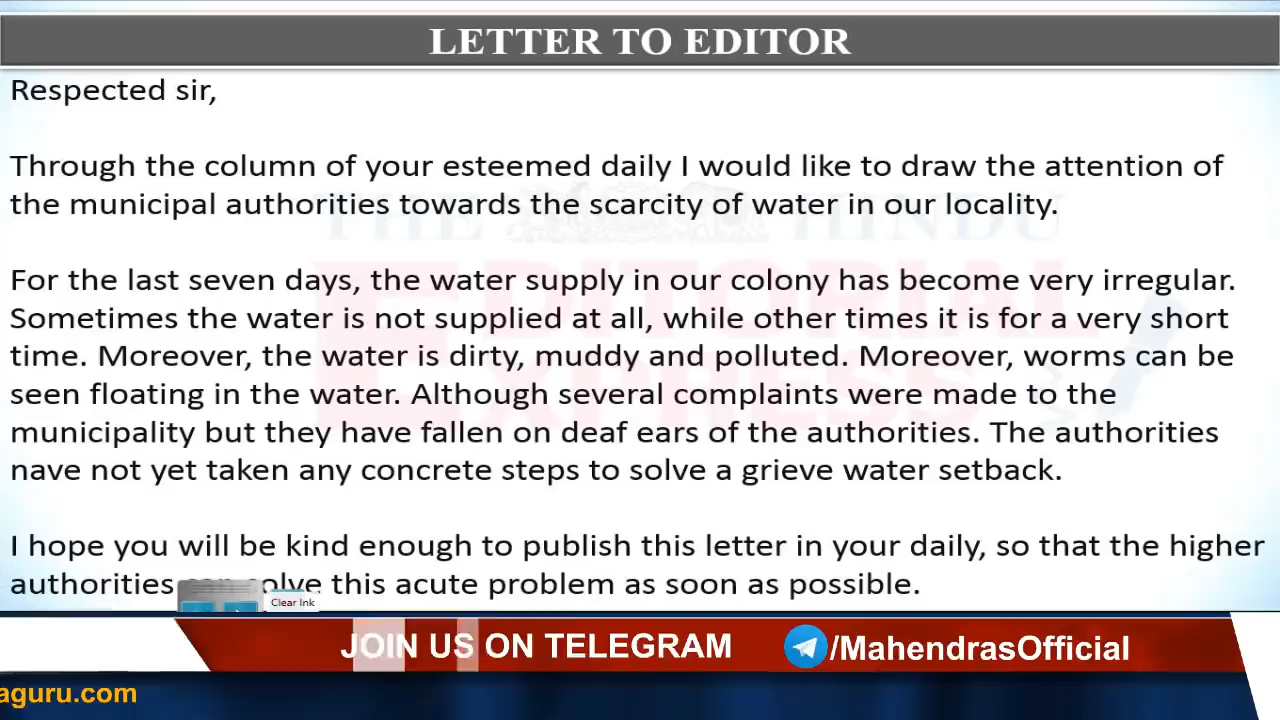 LETTER TO EDITOR
Respected sir,
Through the column of your esteemed daily I would like to draw the attention of
the municipal authorities towards the scarcity of water in our locality.
For the last seven days, the water supply in our colony has become very irregular.
Sometimes the water is not supplied at all, while other times it is for a very short
time. Moreover, the water is dirty, muddy and polluted. Moreover, worms can be
seen floating in the water. Although several complaints were made to the
municipality but they have fallen on deaf ears of the authorities. The authorities
nave not yet taken any concrete steps to solve a grieve water setback.
I hope you will be kind enough to publish this letter in your daily, so that the higher
authorities can solve this acute problem as soon as possible.
Clear Ink
THE HINDU
EDITORIAL
EXPRESS
JOIN US ON TELEGRAM
/MahendrasOfficial
aguru.com